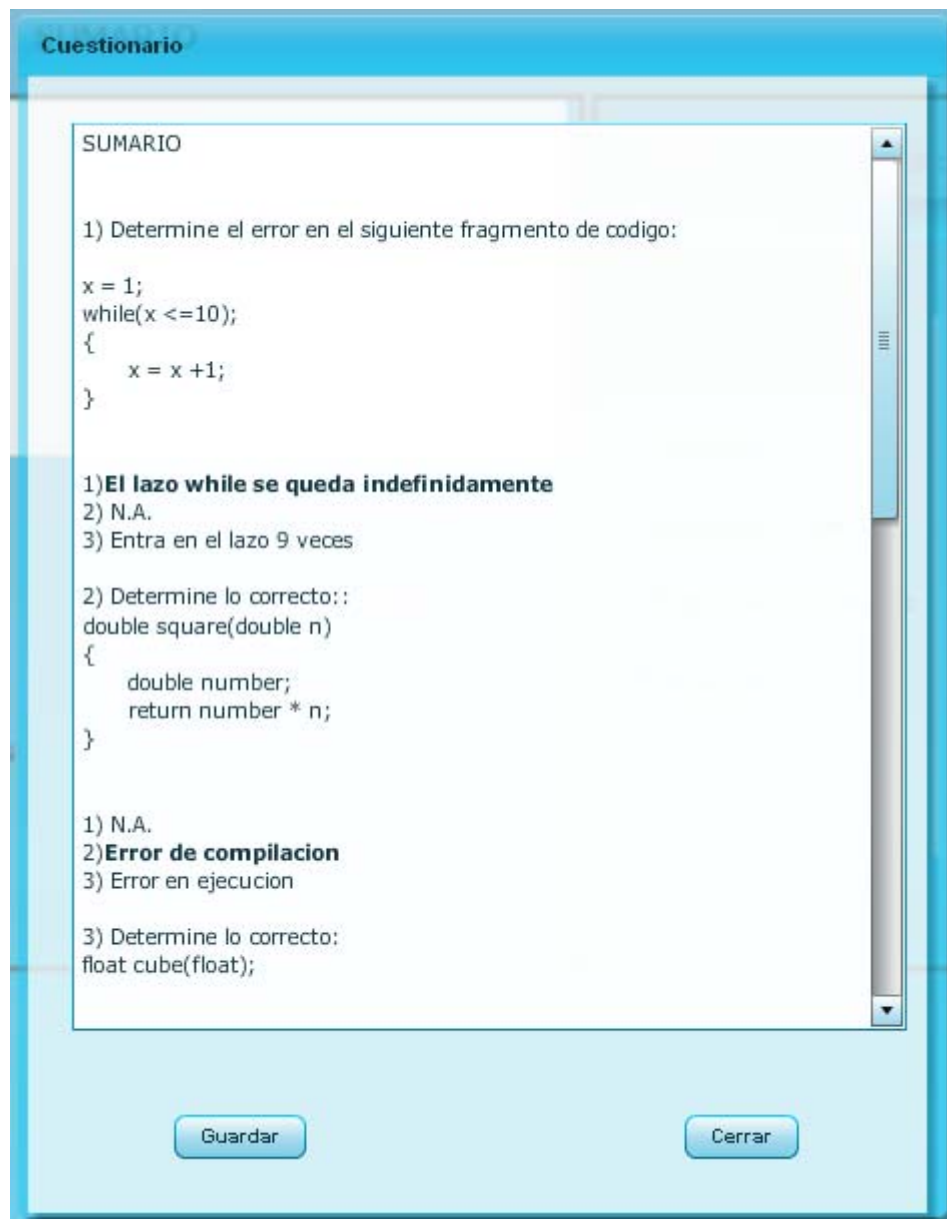 Cuestionario
SUMARIO
1) Determine el error en el siguiente fragmento de codigo:
x = 1;
while(x <=10);
{
x = x +1;
}
1)El lazo while se queda indefinidamente
2) N.A.
3) Entra en el lazo 9 veces
2) Determine lo correcto::
double square(double n)
{
double number;
return number * n;
}
1) N.A.
2)Error de compilacion
3) Error en ejecucion
3) Determine lo correcto:
float cube(float);
Guardar
Cerrar